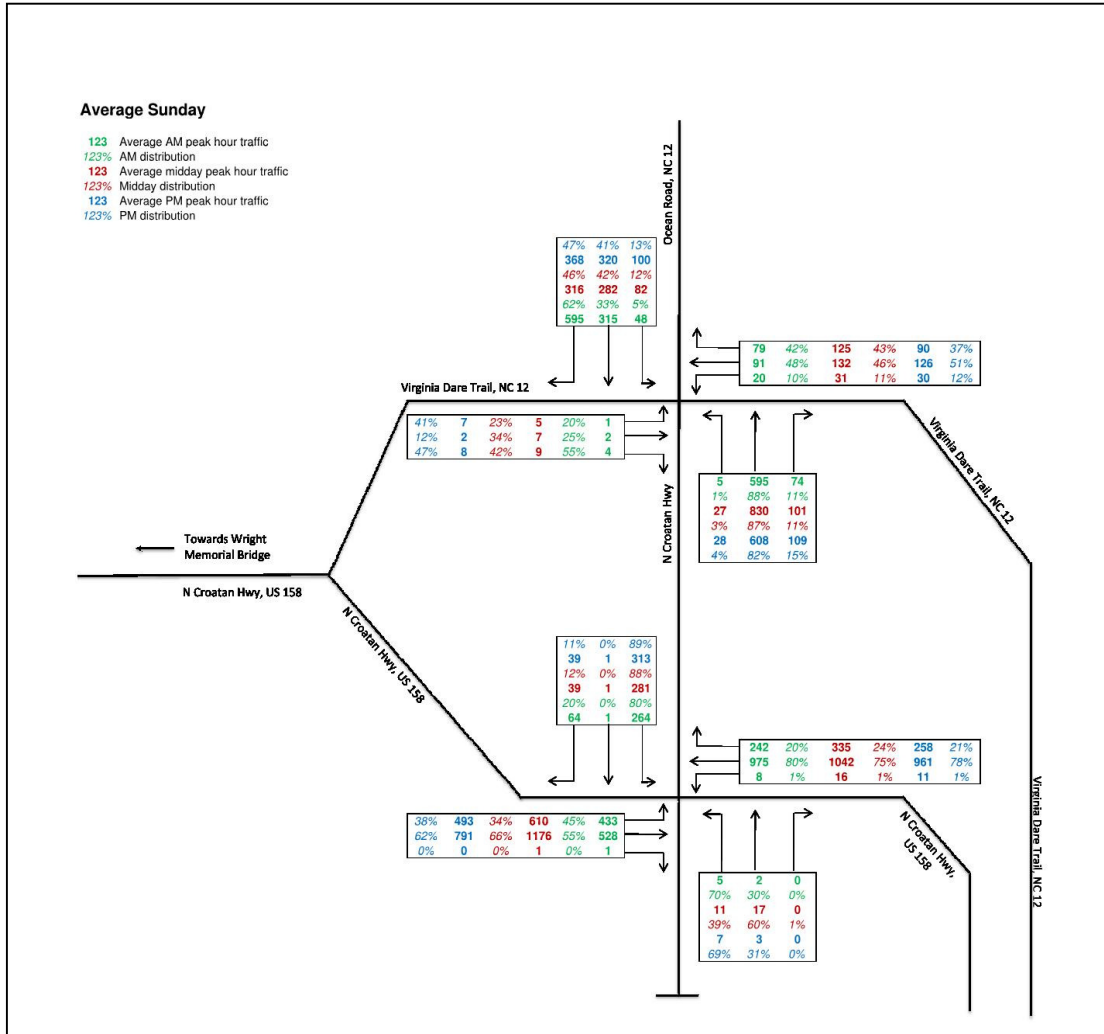 Average Sunday
123 Average AM peak hour traffic
123% AM distribution
123 Average midday peak hour traffic
123% Midday distribution
123 Average PM peak hour traffic
123% PM distribution
Ocean Road, NC 12
47% 41% 13%
368 320 100
46% 42% 12%
316 282 82
62% 33% 5%
595 315 48
79 42% 125 43% 90 37%
91 48% 132 46% 126 51%
20 10% 31 11% 30 12%
Virginia Dare Trail, NC 12
41% 7 23% 5 20% 1
12% 2 34% 7 25% 2
47% 8 42% 9 55% 4
N Croatan Hwy
5 595 74
1% 88% 11%
27 830 101
3% 87% 11%
28 608 109
4% 82% 15%
Virginia Dare Trail, NC 12
Towards Wright
Memorial Bridge
N Croatan Hwy, US 158
N Croatan Hwy, US 158
11% 0% 89%
39 1 313
12% 0% 88%
39 1 281
20% 0% 80%
64 1 264
242 20% 335 24% 258 21%
975 80% 1042 75% 961 78%
8 1% 16 1% 11 1%
38% 493 34% 610 45% 433
62% 791 66% 1176 55% 528
0% 0 0% 1 0% 1
N Croatan Hwy,
US 158
Virginia Dare Trail, NC 12
5 2 0
70% 30% 0%
11 17 0
39% 60% 1%
7 3 0
69% 31% 0%